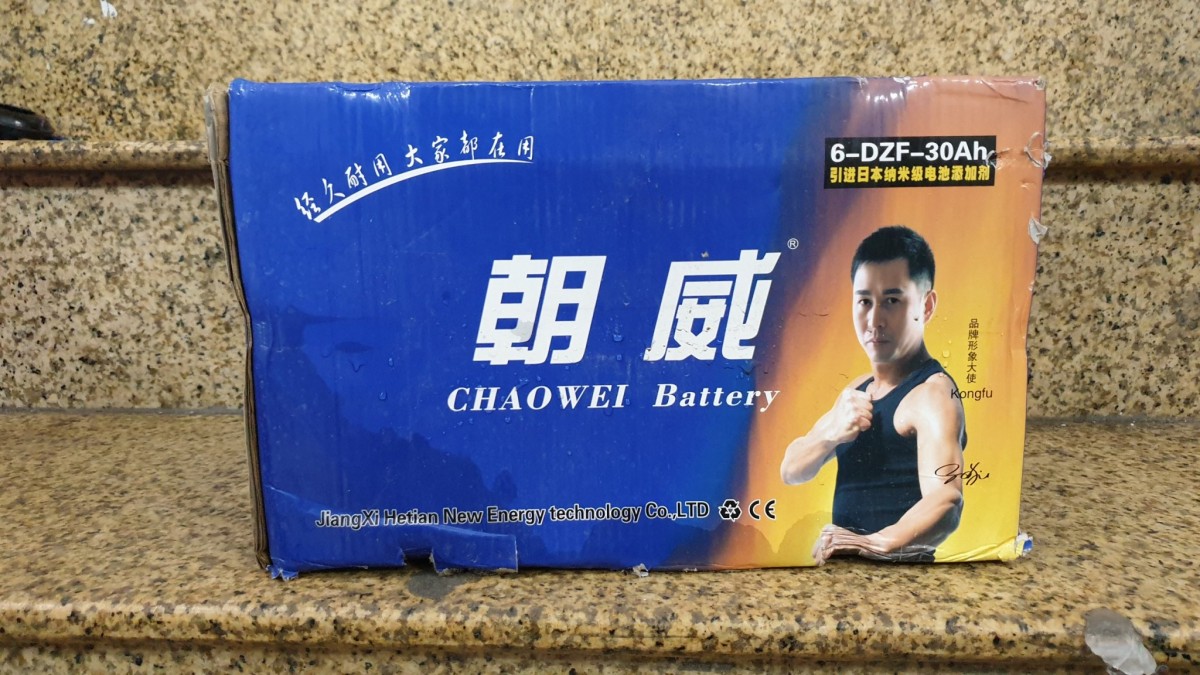 经久耐用 大家都在用
6-DZF-30Ah
引进日本纳米级电池添加剂
朝威®
CHAOWEI Battery
品牌形象大使
Kongfu
JiangXi Hetian New Energy technology Co.,LTD CE